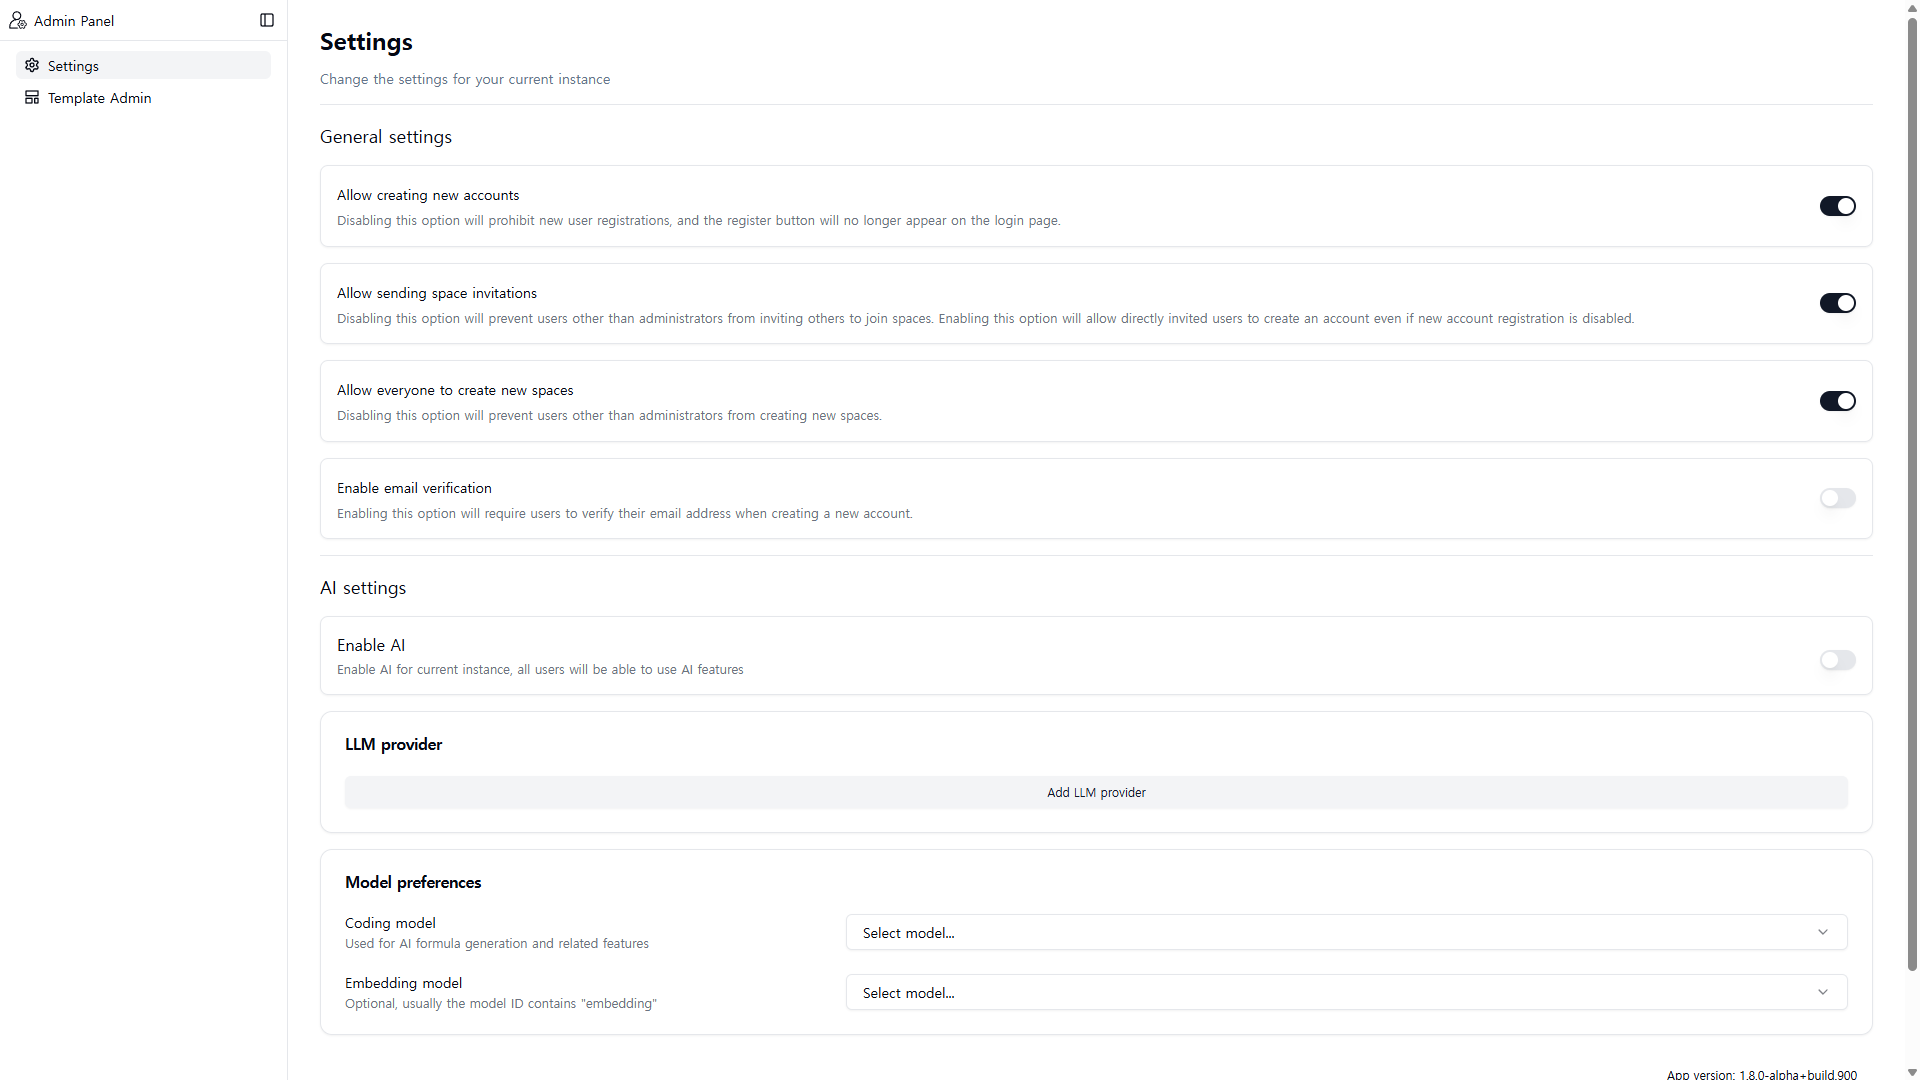 Admin Panel
Settings
Template Admin
Settings
Change the settings for your current instance
General settings
Allow creating new accounts
Disabling this option will prohibit new user registrations, and the register button will no longer appear on the login page.
Allow sending space invitations
Disabling this option will prevent users other than administrators from inviting others to join spaces. Enabling this option will allow directly invited users to create an account even if new account registration is disabled.
Allow everyone to create new spaces
Disabling this option will prevent users other than administrators from creating new spaces.
Enable email verification
Enabling this option will require users to verify their email address when creating a new account.
AI settings
Enable AI
Enable AI for current instance, all users will be able to use AI features
LLM provider
Add LLM provider
Model preferences
Coding model
Used for AI formula generation and related features
Select model...
Embedding model
Optional, usually the model ID contains "embedding"
Select model...
App version: 1.8.0-alpha+build.900